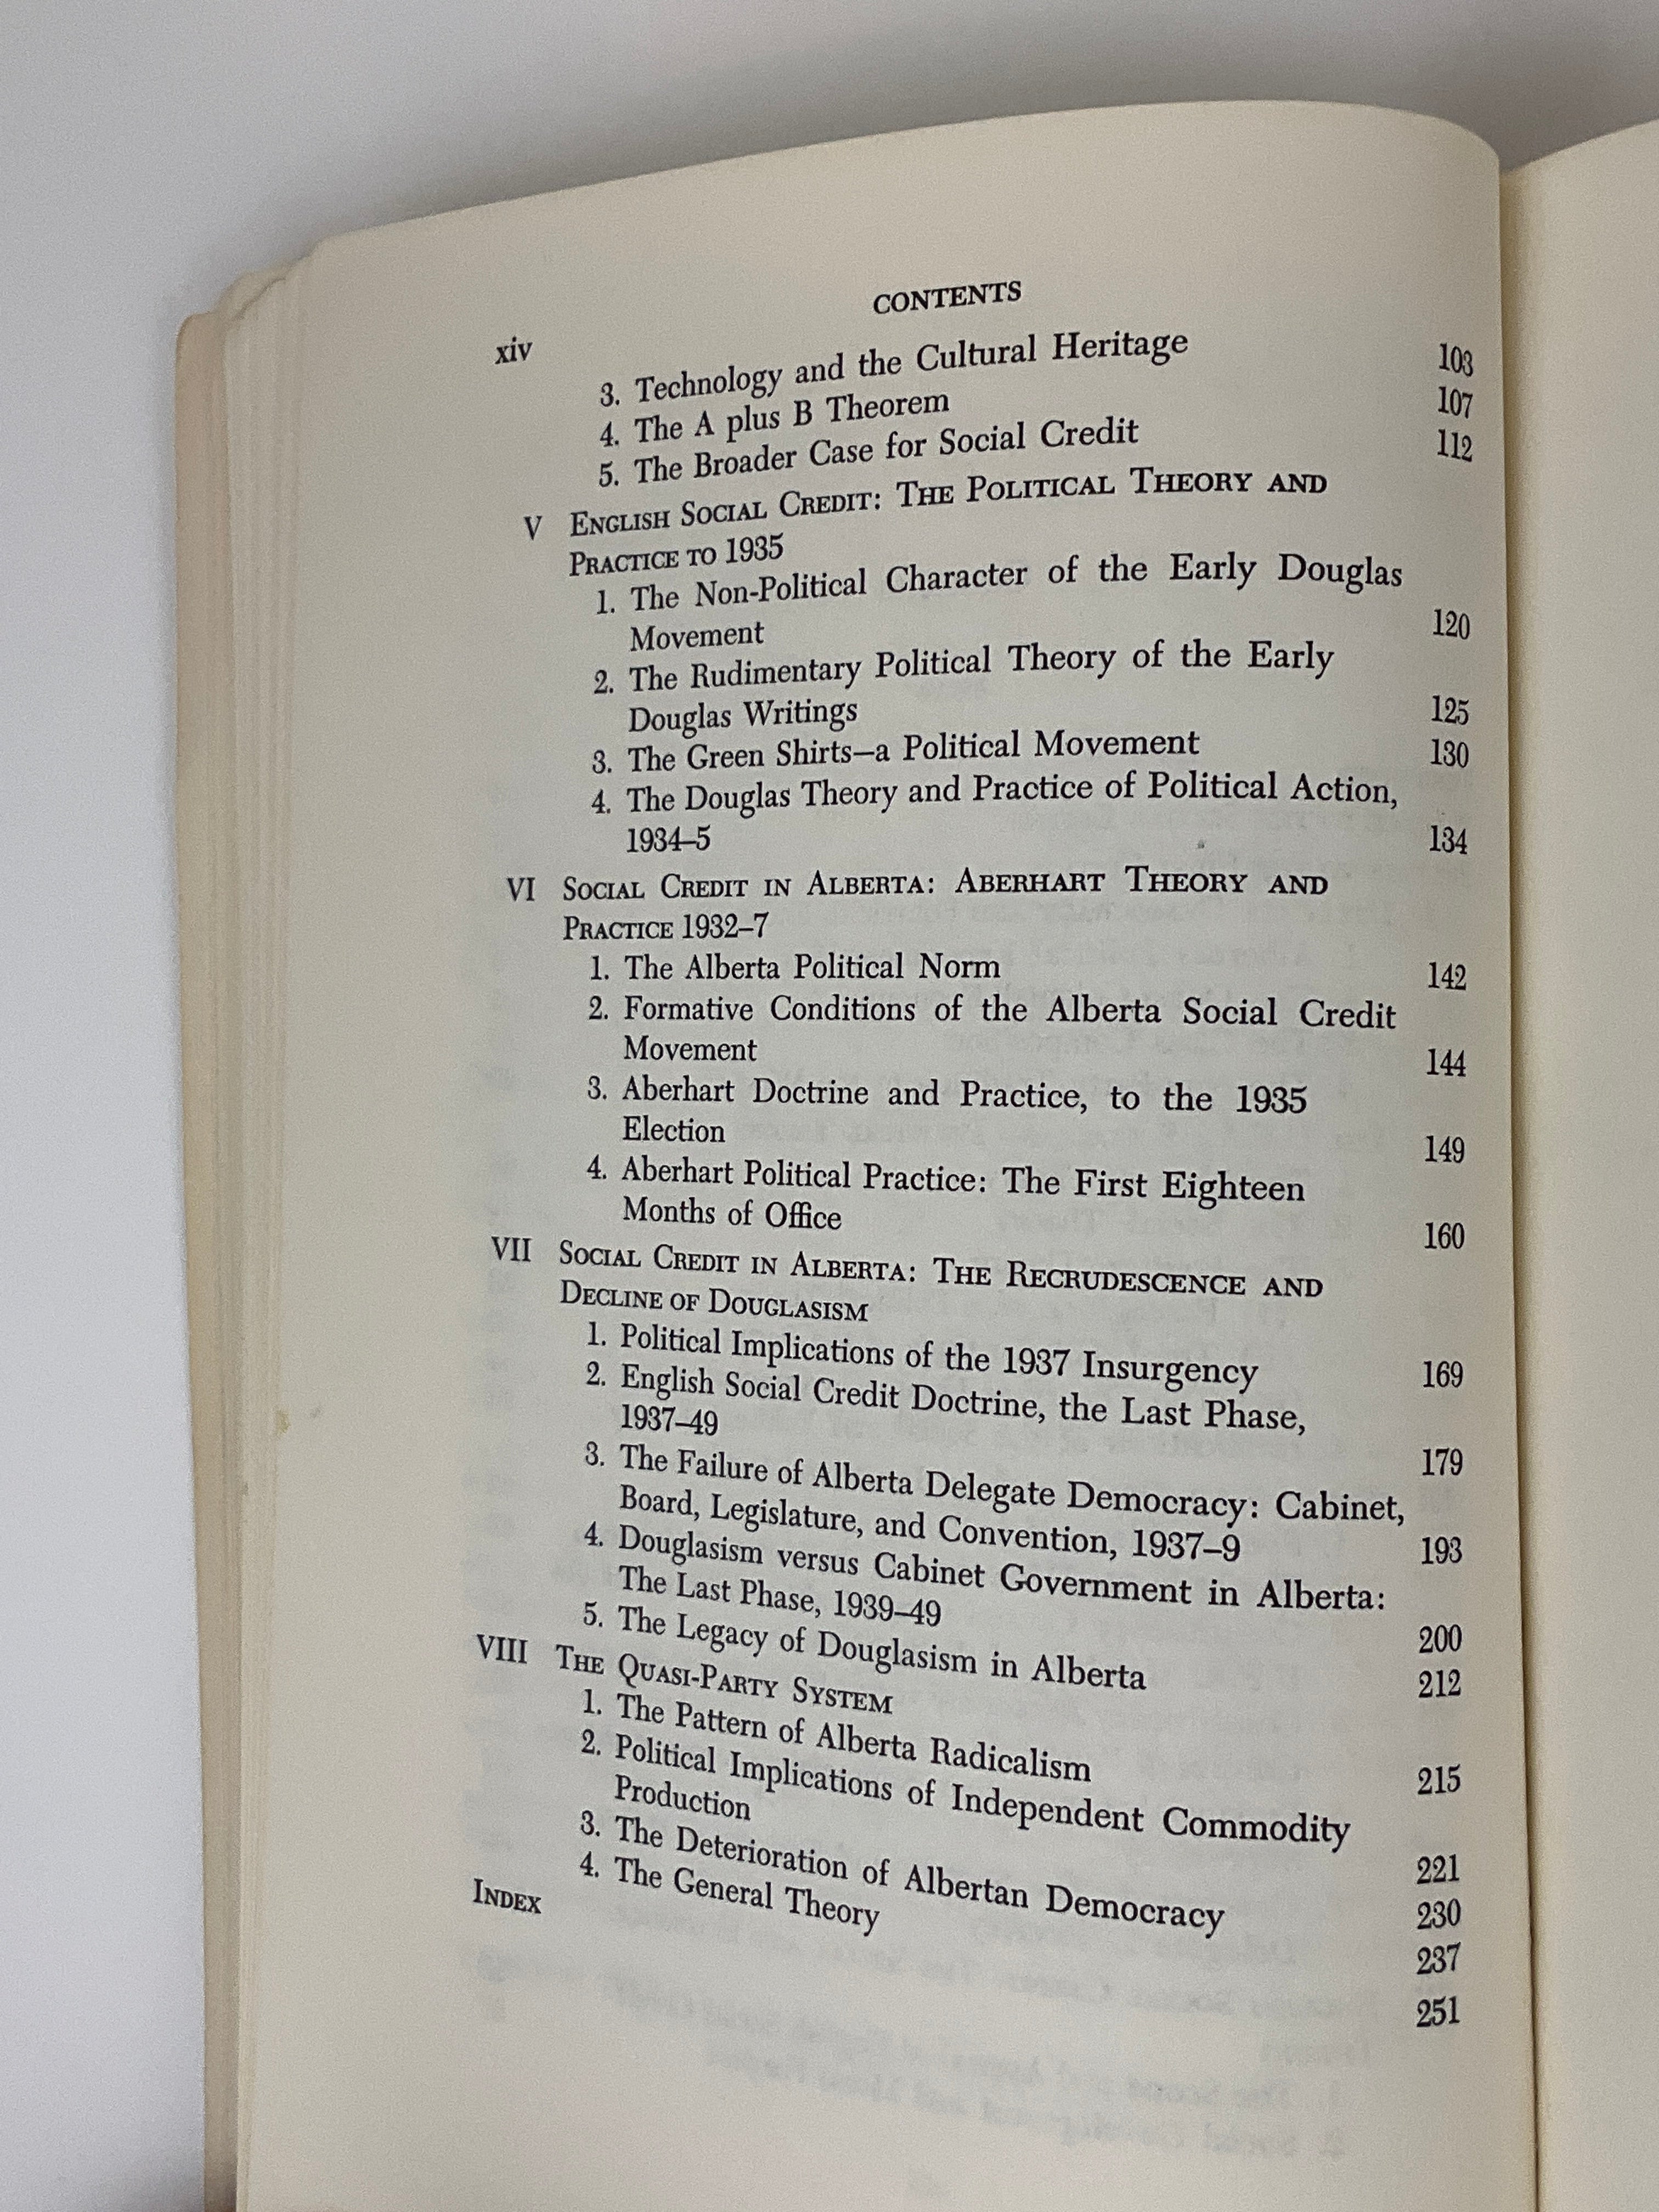 CONTENTS
xiv
3. Technology and the Cultural Heritage 103
4. The A plus B Theorem 107
5. The Broader Case for Social Credit 112
V ENGLISH SOCIAL CREDIT: THE POLITICAL THEORY AND
PRACTICE TO 1935
1. The Non-Political Character of the Early Douglas
Movement 120
2. The Rudimentary Political Theory of the Early
Douglas Writings 125
3. The Green Shirts—a Political Movement 130
4. The Douglas Theory and Practice of Political Action,
1934–5 134
VI SOCIAL CREDIT IN ALBERTA: ABERHART THEORY AND
PRACTICE 1932–7
1. The Alberta Political Norm 142
2. Formative Conditions of the Alberta Social Credit
Movement 144
3. Aberhart Doctrine and Practice, to the 1935
Election 149
4. Aberhart Political Practice: The First Eighteen
Months of Office 160
VII SOCIAL CREDIT IN ALBERTA: THE RECRUDESCENCE AND
DECLINE OF DOUGLASISM
1. Political Implications of the 1937 Insurgency 169
2. English Social Credit Doctrine, the Last Phase,
1937–49 179
3. The Failure of Alberta Delegate Democracy: Cabinet,
Board, Legislature, and Convention, 1937–9 193
4. Douglasism versus Cabinet Government in Alberta:
The Last Phase, 1939–49 200
5. The Legacy of Douglasism in Alberta 212
VIII THE QUASI-PARTY SYSTEM
1. The Pattern of Alberta Radicalism 215
2. Political Implications of Independent Commodity
Production 221
3. The Deterioration of Albertan Democracy 230
4. The General Theory 237
INDEX 251